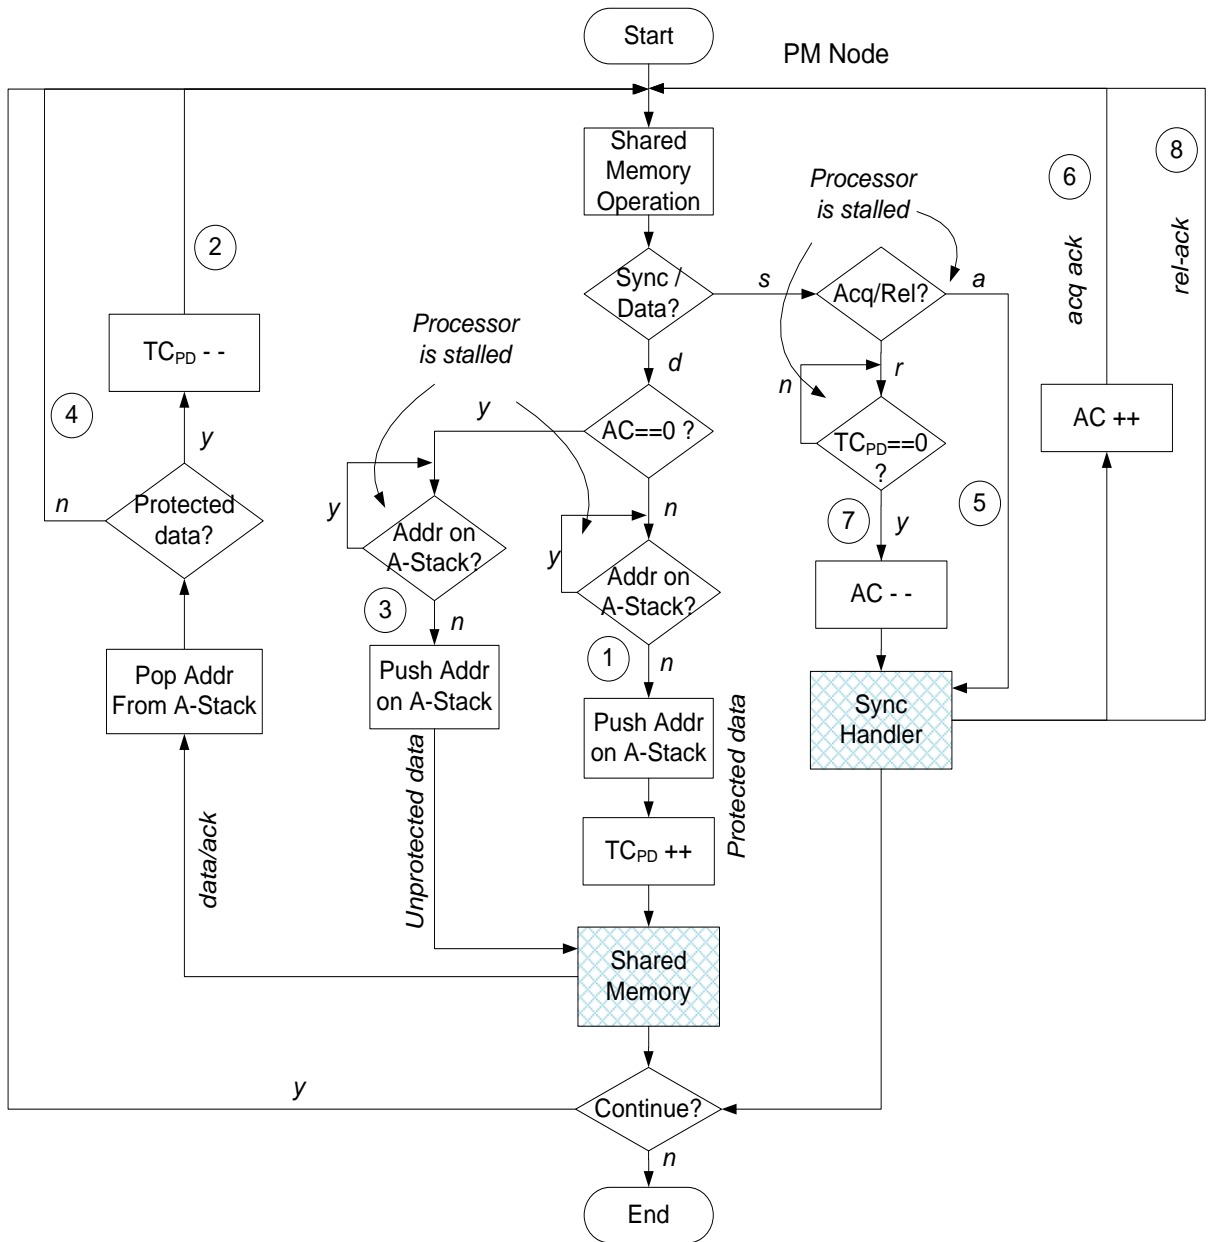 Start
PM Node
Shared
Memory
Operation
8
6
Processor
is stalled
2
acq ack
rel-ack
Sync /
Data?
s
Acq/Rel?
a
Processor
is stalled
TC_PD - -
d
r
n
4
y
y
AC==0 ?
TC_PD==0
?
AC ++
n
Protected
data?
y
Addr on
A-Stack?
n
y
Addr on
A-Stack?
7
y
5
3
n
AC - -
1
n
Pop Addr
From A-Stack
Push Addr
on A-Stack
Push Addr
on A-Stack
Sync
Handler
data/ack
Unprotected data
TC_PD ++
Protected data
Shared
Memory
y
Continue?
n
End